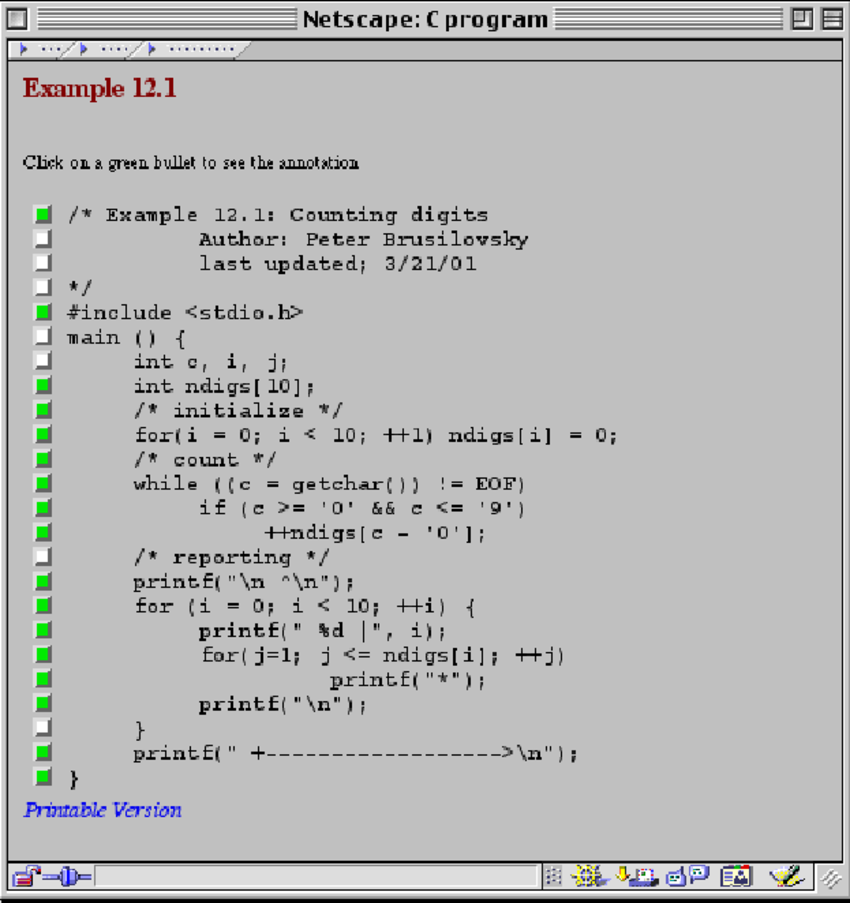 Netscape: C program
Example 12.1
Click on a green bullet to see the annotation
/* Example 12.1: Counting digits
Author: Peter Brusilovsky
last updated; 3/21/01
*/
#include <stdio.h>
main () {
int c, i, j;
int ndigs[10];
/* initialize */
for(i = 0; i < 10; ++1) ndigs[i] = 0;
/* count */
while ((c = getchar()) != EOF)
if (c >= '0' && c <= '9')
++ndigs[c - '0'];
/* reporting */
printf("\n ^\n");
for (i = 0; i < 10; ++i) {
printf(" %d |", i);
for(j=1; j <= ndigs[i]; ++j)
printf("*");
printf("\n");
}
printf(" +------------------>\n");
}
Printable Version